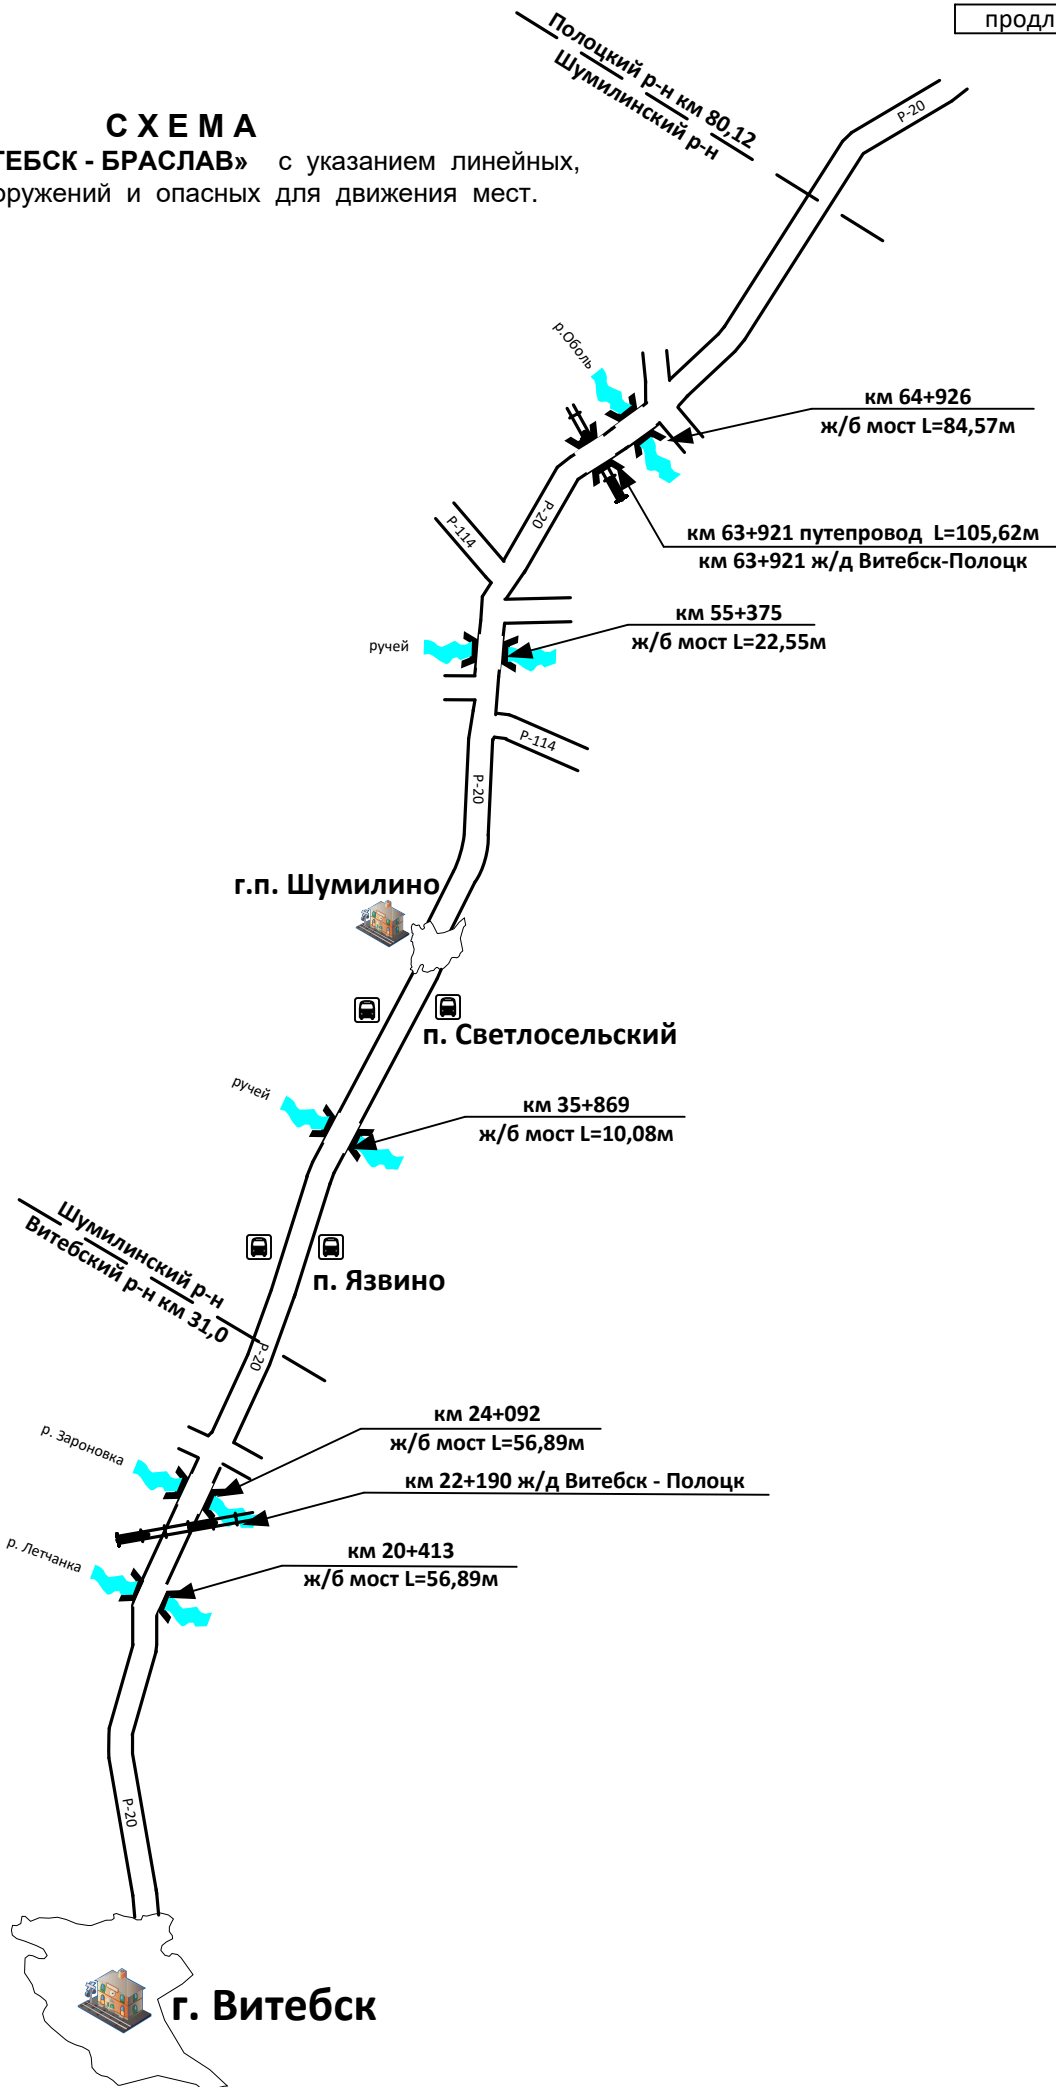 продл
СХЕМА
ТЕБСК - БРАСЛАВ» с указанием линейных,
оружений и опасных для движения мест.
Полоцкий р-н км 80,12
Шумилинский р-н
Р-20
р.Оболь
км 64+926
ж/б мост L=84,57м
Р-20
Р-114
км 63+921 путепровод L=105,62м
км 63+921 ж/д Витебск-Полоцк
км 55+375
ж/б мост L=22,55м
ручей
Р-114
Р-20
г.п. Шумилино
п. Светлосельский
ручей
км 35+869
ж/б мост L=10,08м
Шумилинский р-н
Витебский р-н км 31,0
п. Язвино
Р-20
км 24+092
ж/б мост L=56,89м
р. Зароновка
км 22+190 ж/д Витебск - Полоцк
р. Летчанка
км 20+413
ж/б мост L=56,89м
Р-20
г. Витебск